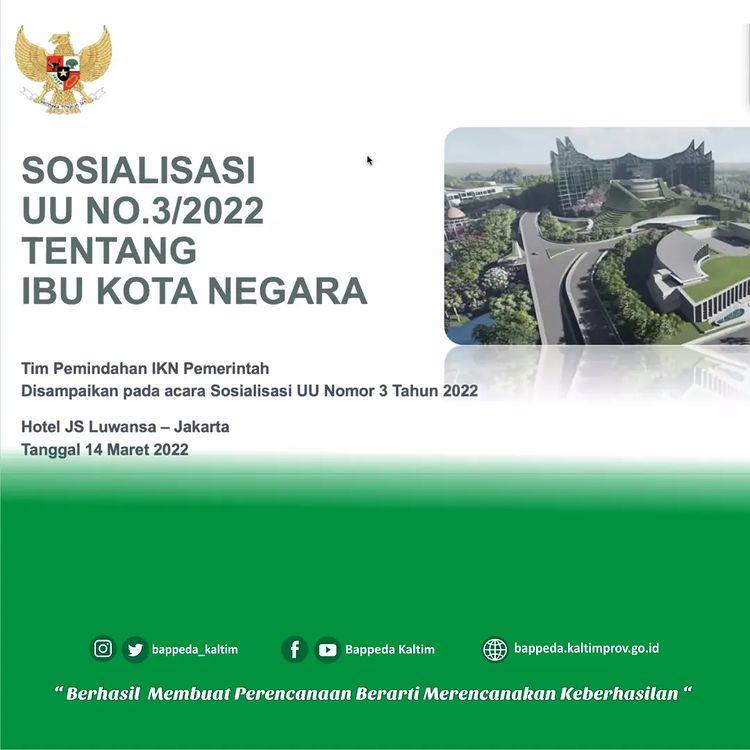 SOSIALISASI
UU NO.3/2022
TENTANG
IBU KOTA NEGARA
Tim Pemindahan IKN Pemerintah
Disampaikan pada acara Sosialisasi UU Nomor 3 Tahun 2022
Hotel JS Luwansa – Jakarta
Tanggal 14 Maret 2022
bappeda_kaltim
Bappeda Kaltim
bappeda.kaltimprov.go.id
“ Berhasil Membuat Perencanaan Berarti Merencanakan Keberhasilan “